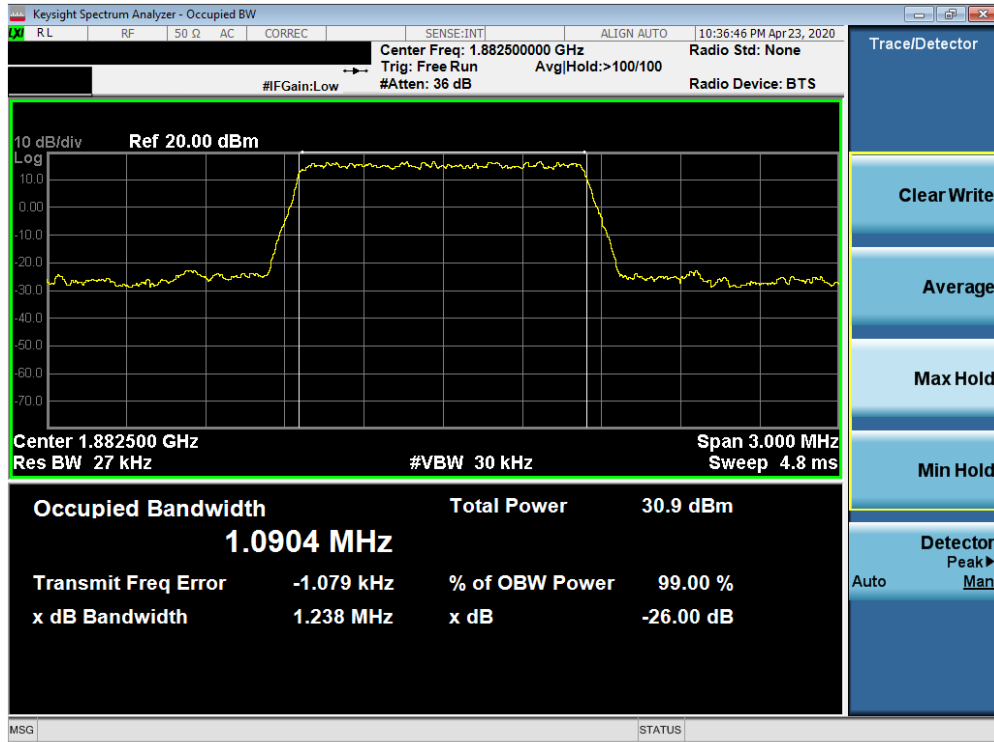 Keysight Spectrum Analyzer - Occupied BW
LXI RL RF 50 Ω AC CORREC SENSE:INT ALIGN AUTO 10:36:46 PM Apr 23, 2020
Center Freq: 1.882500000 GHz Radio Std: None
Trig: Free Run Avg|Hold:>100/100
#IFGain:Low #Atten: 36 dB Radio Device: BTS
10 dB/div Ref 20.00 dBm
Log
10.0
0.00
-10.0
-20.0
-30.0
-40.0
-50.0
-60.0
-70.0
Center 1.882500 GHz Span 3.000 MHz
Res BW 27 kHz #VBW 30 kHz Sweep 4.8 ms
Occupied Bandwidth Total Power 30.9 dBm
1.0904 MHz
Transmit Freq Error -1.079 kHz % of OBW Power 99.00 %
x dB Bandwidth 1.238 MHz x dB -26.00 dB
MSG STATUS
Trace/Detector
Clear Write
Average
Max Hold
Min Hold
Detector
Peak▶
Auto Man